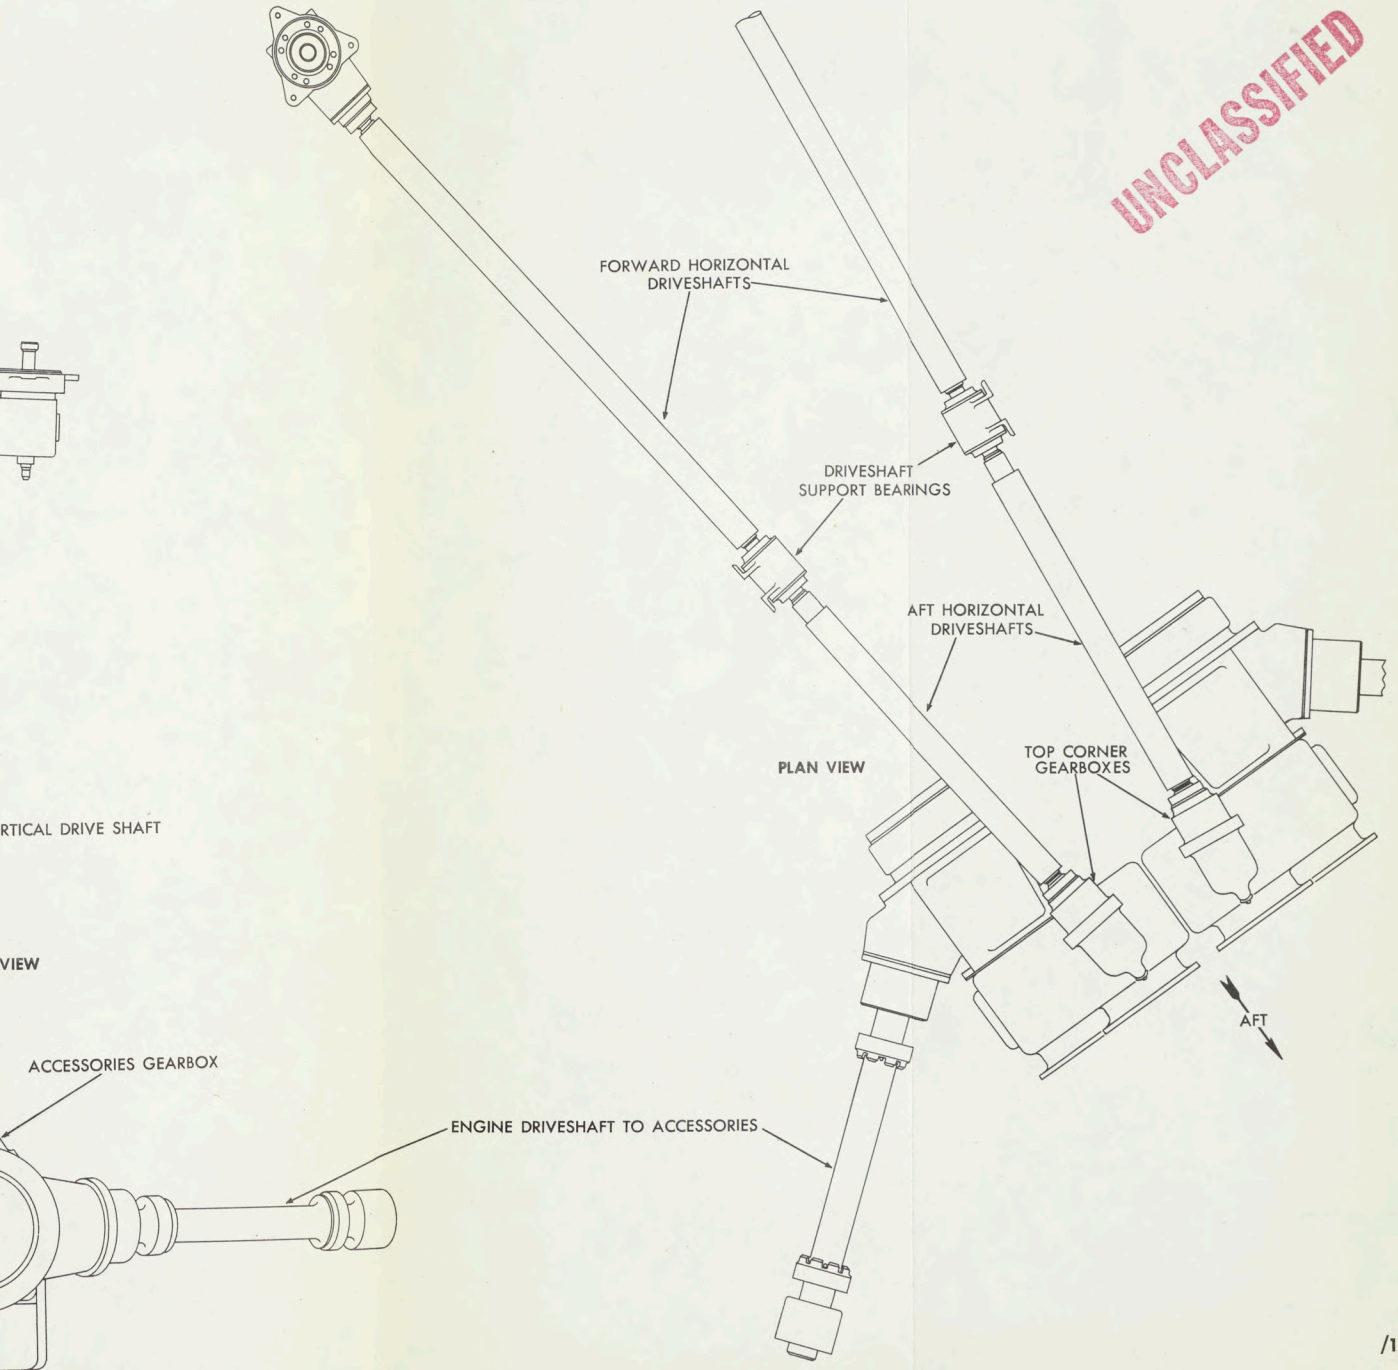 UNCLASSIFIED
FORWARD HORIZONTAL
DRIVESHAFTS
DRIVESHAFT
SUPPORT BEARINGS
AFT HORIZONTAL
DRIVESHAFTS
PLAN VIEW
TOP CORNER
GEARBOXES
RTICAL DRIVE SHAFT
VIEW
AFT
ACCESSORIES GEARBOX
ENGINE DRIVESHAFT TO ACCESSORIES
/1